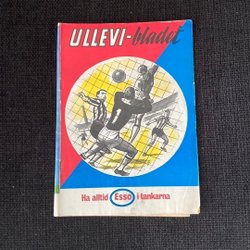 ULLEVI-bladet
Ha alltid Esso i tankarna